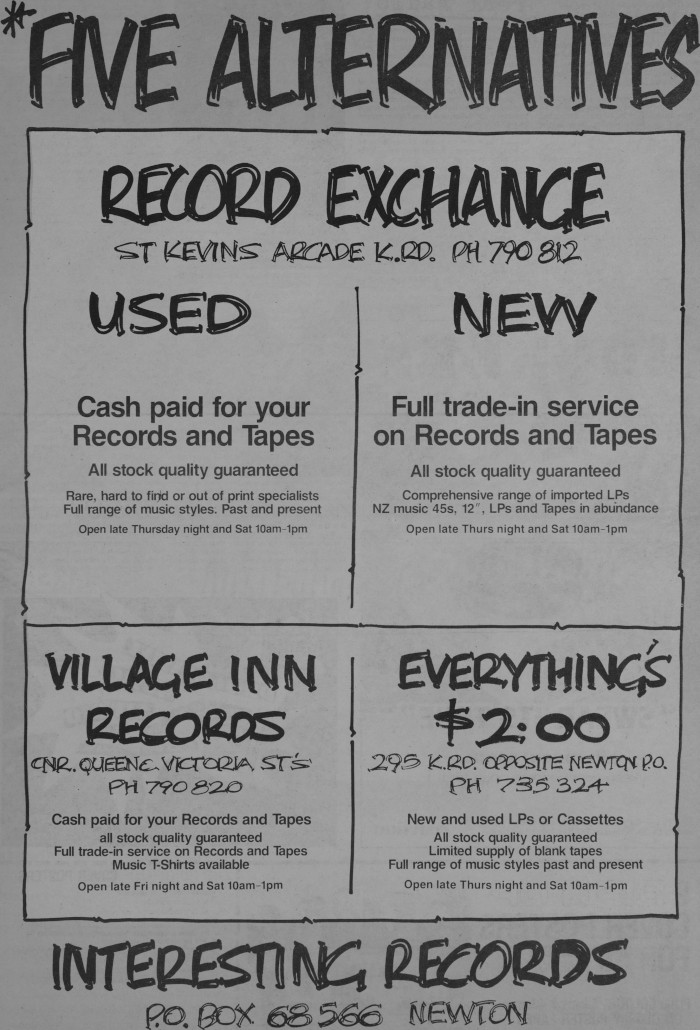 *FIVE ALTERNATIVES
RECORD EXCHANGE
ST KEVINS ARCADE K.RD. PH 790 812
USED
Cash paid for your
Records and Tapes
All stock quality guaranteed
Rare, hard to find or out of print specialists
Full range of music styles. Past and present
Open late Thursday night and Sat 10am-1pm
NEW
Full trade-in service
on Records and Tapes
All stock quality guaranteed
Comprehensive range of imported LPs
NZ music 45s, 12″, LPs and Tapes in abundance
Open late Thurs night and Sat 10am-1pm
VILLAGE INN
RECORDS
CNR. QUEEN & VICTORIA ST'S
PH 790 820
Cash paid for your Records and Tapes
all stock quality guaranteed
Full trade-in service on Records and Tapes
Music T-Shirts available
Open late Fri night and Sat 10am-1pm
EVERYTHING'S
$2:00
295 K.RD. OPPOSITE NEWTON P.O.
PH 735 324
New and used LPs or Cassettes
All stock quality guaranteed
Limited supply of blank tapes
Full range of music styles past and present
Open late Thurs night and Sat 10am-1pm
INTERESTING RECORDS
P.O. BOX 68 566 NEWTON